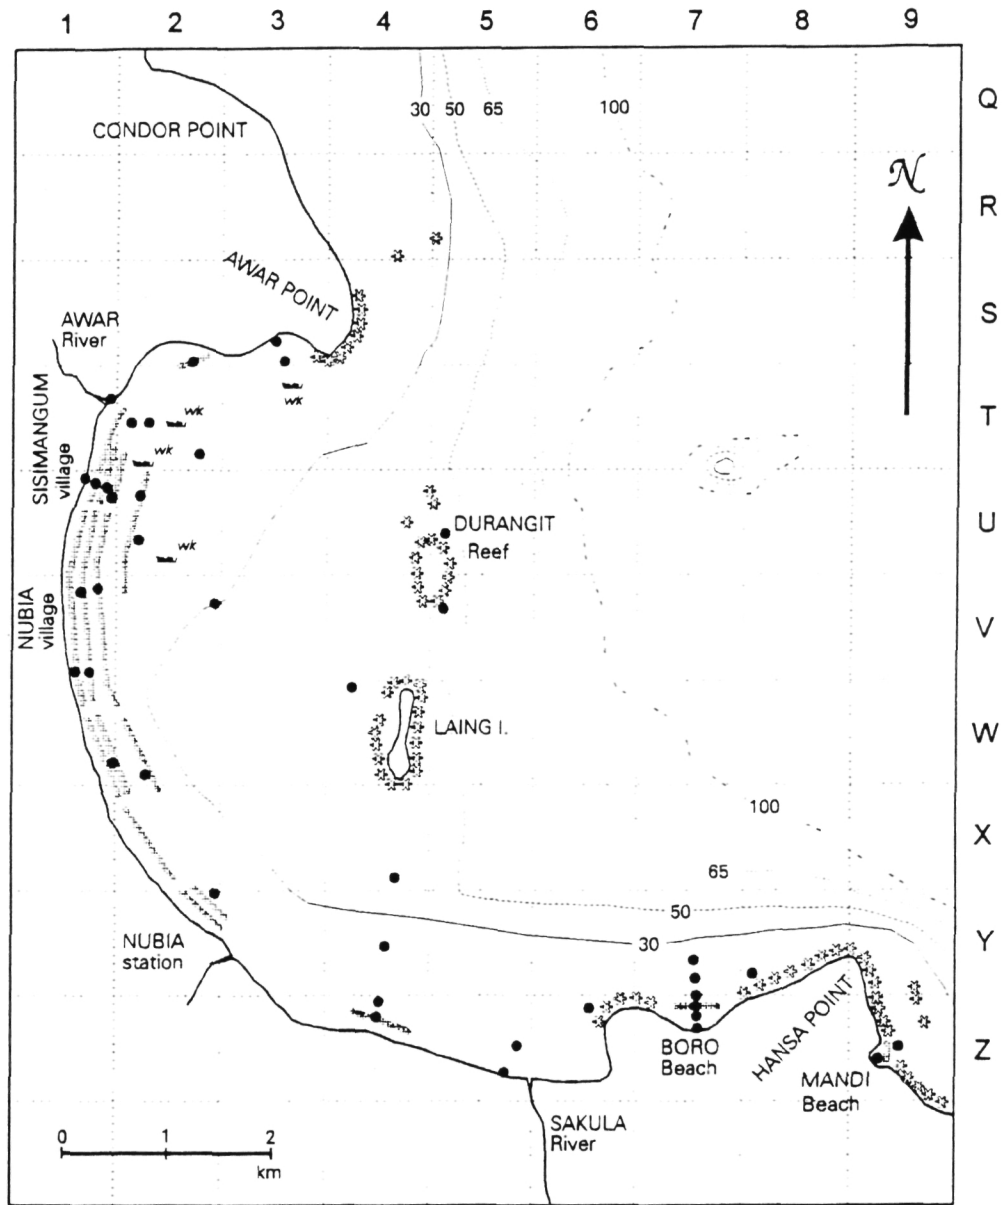 1 2 3 4 5 6 7 8 9
Q
30 50 65 100
CONDOR POINT
N
R
AWAR POINT
S
AWAR
River
wk
T
wk
SISIMANGUM
village
wk
U
DURANGIT
Reef
wk
NUBIA
village
V
W
LAING I.
100
X
65
50
Y
30
NUBIA
station
HANSA POINT
Z
BORO
Beach
MANDI
Beach
SAKULA
River
0 1 2
km